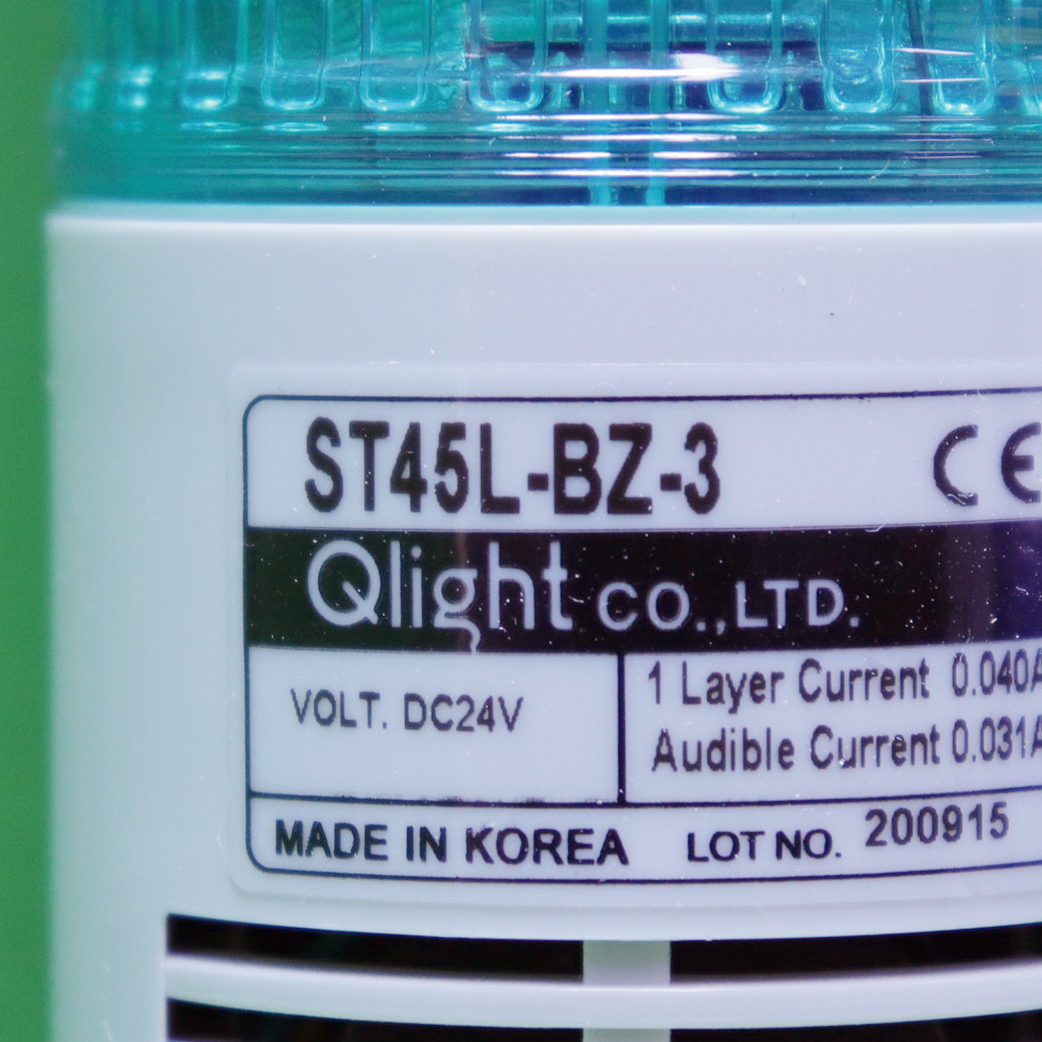 ST45L-BZ-3 CE
Qlight CO.,LTD.
VOLT. DC24V
1 Layer Current 0.040A
Audible Current 0.031A
MADE IN KOREA LOT NO. 200915